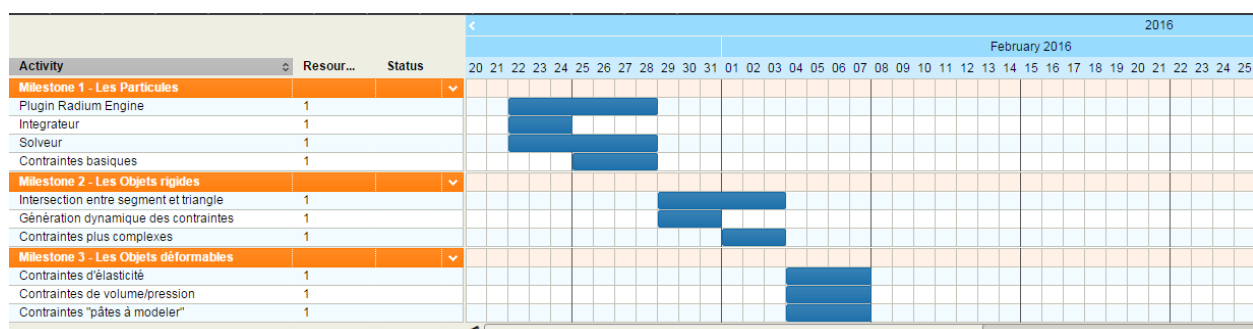 2016
February 2016
Activity Resour... Status 20 21 22 23 24 25 26 27 28 29 30 31 01 02 03 04 05 06 07 08 09 10 11 12 13 14 15 16 17 18 19 20 21 22 23 24 25
Milestone 1 - Les Particules
Plugin Radium Engine 1
Integrateur 1
Solveur 1
Contraintes basiques 1
Milestone 2 - Les Objets rigides
Intersection entre segment et triangle 1
Génération dynamique des contraintes 1
Contraintes plus complexes 1
Milestone 3 - Les Objets déformables
Contraintes d'élasticité 1
Contraintes de volume/pression 1
Contraintes "pâtes à modeler" 1